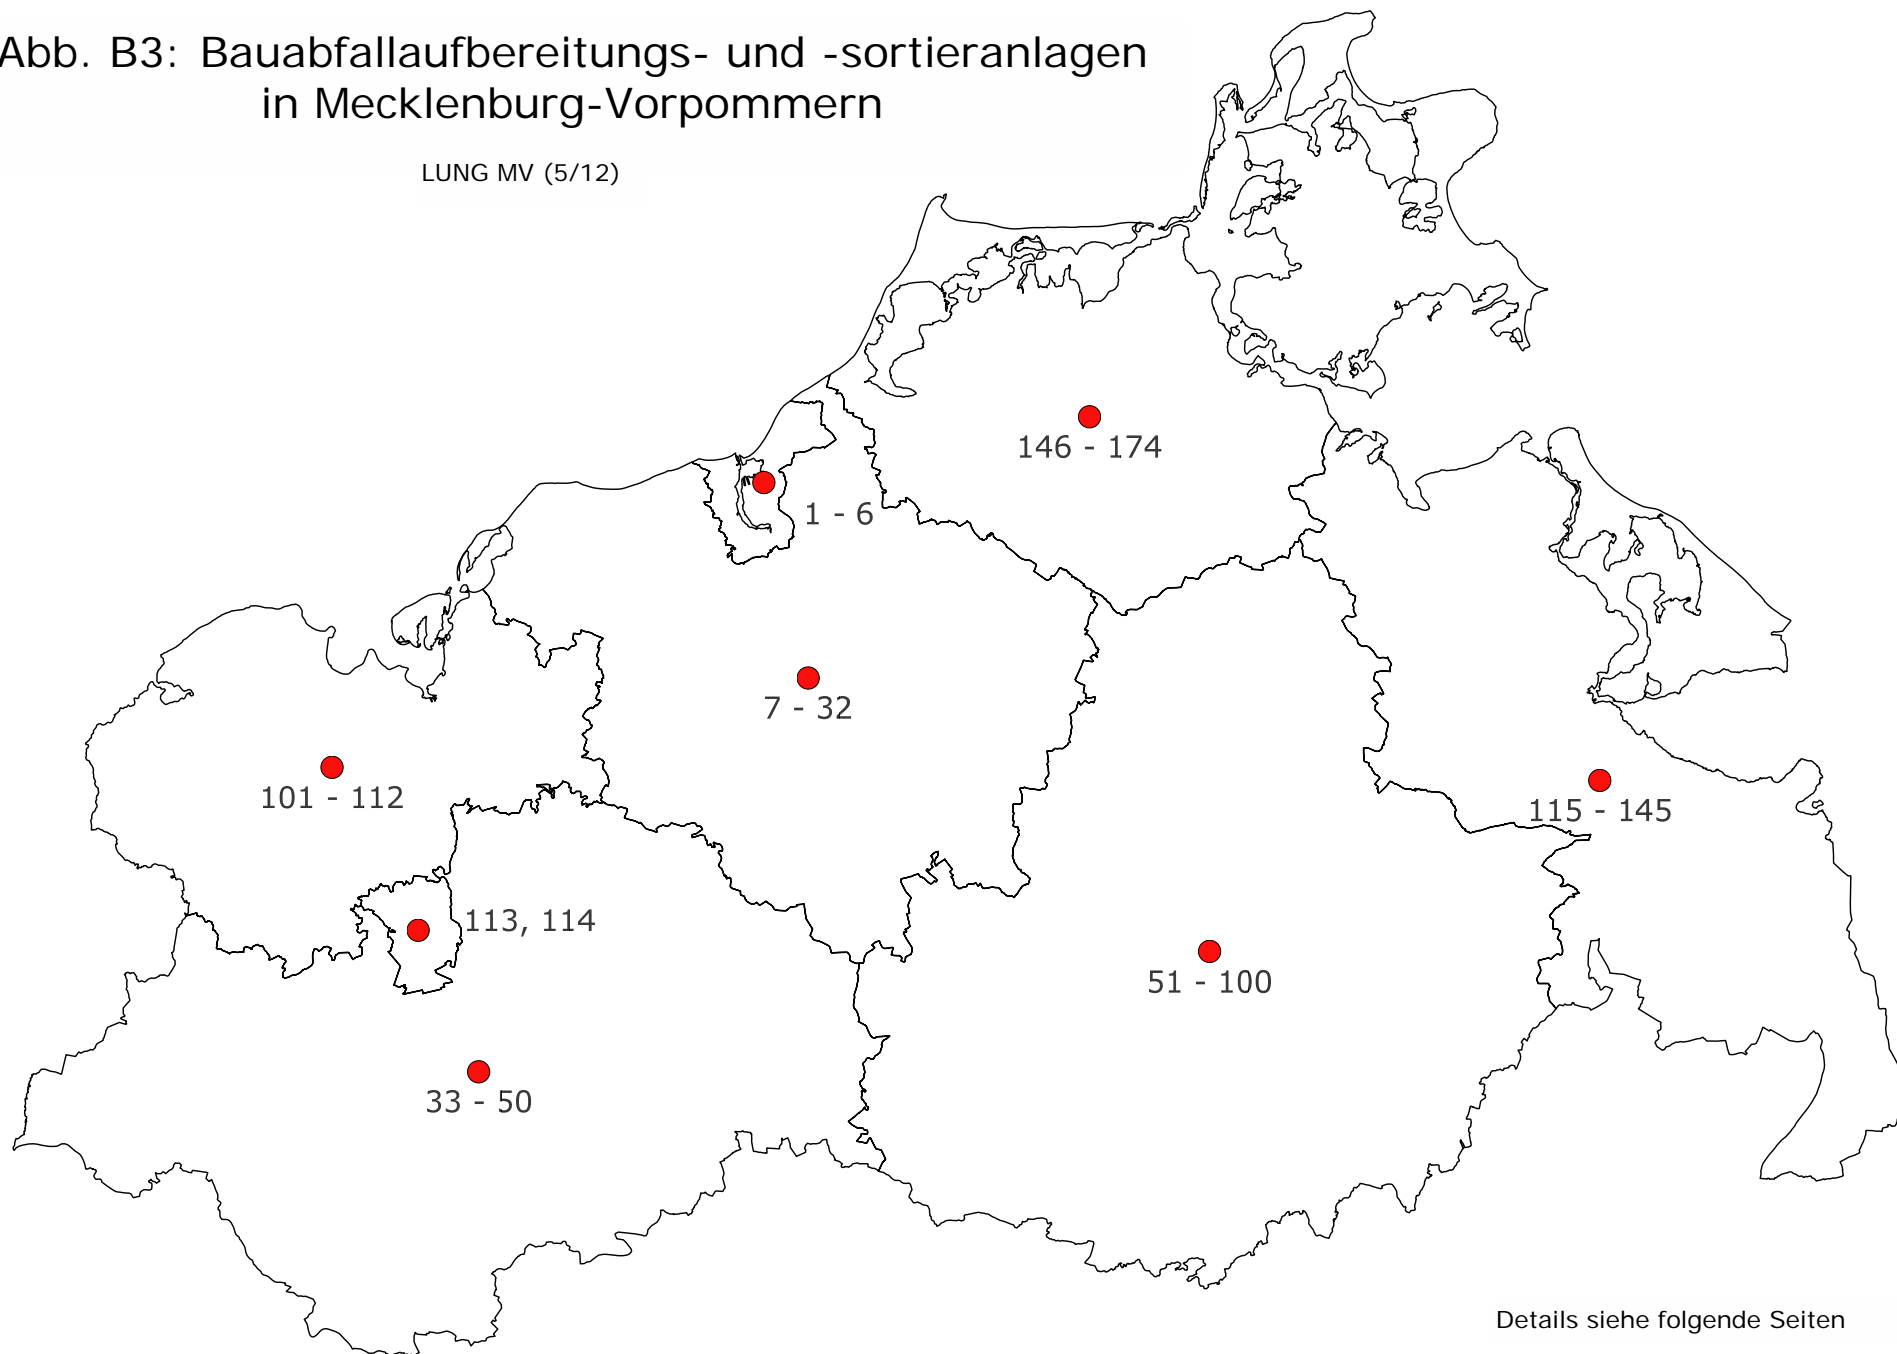 Abb. B3: Bauabfallaufbereitungs- und -sortieranlagen
in Mecklenburg-Vorpommern
LUNG MV (5/12)
146 - 174
1 - 6
7 - 32
101 - 112
115 - 145
113, 114
51 - 100
33 - 50
Details siehe folgende Seiten